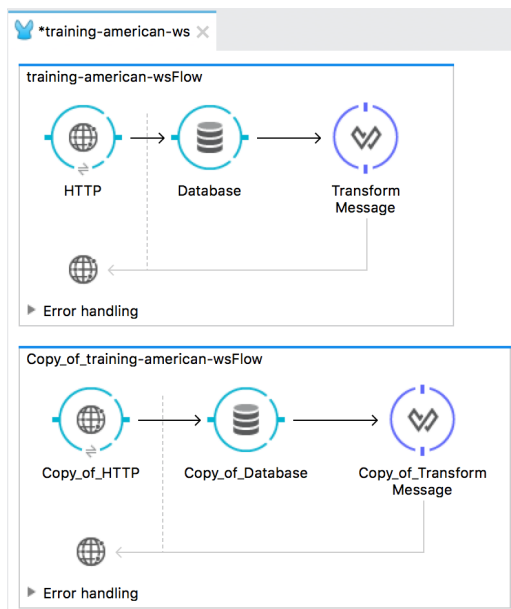 *training-american-ws
training-american-wsFlow
HTTP
Database
Transform
Message
Error handling
Copy_of_training-american-wsFlow
Copy_of_HTTP
Copy_of_Database
Copy_of_Transform
Message
Error handling